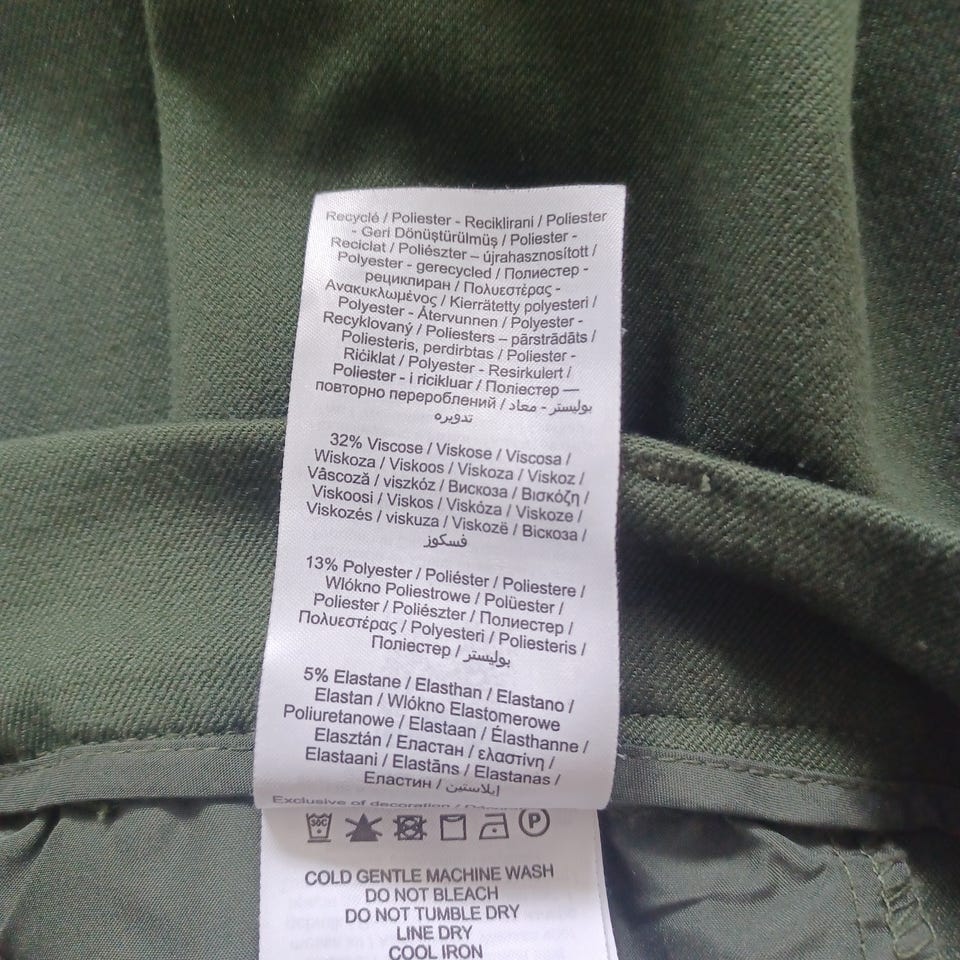 Recyclé / Poliester - Reciklirani / Poliester
- Geri Dönüştürülmüş / Poliester -
Reciclat / Poliészter – újrahasznosított /
Polyester - gerecycled / Полиестер -
рециклиран / Πολυεστέρας -
Ανακυκλωμένος / Kierrätetty polyesteri /
Polyester - Återvunnen / Polyester -
Recyklovaný / Poliesters – pārstrādāts /
Poliesteris, perdirbtas / Poliester -
Riċiklat / Polyester - Resirkulert /
Poliester - i ricikluar / Поліестер —
повторно перероблений / بوليستر - معاد
تدويره
32% Viscose / Viskose / Viscosa /
Wiskoza / Viskoos / Viskoza / Viskoz /
Vâscoză / viszkóz / Вискоза / Βισκόζη /
Viskoosi / Viskos / Viskóza / Viskoze /
Viskozés / viskuza / Viskozë / Віскоза /
فسكوز
13% Polyester / Poliéster / Poliestere /
Wlókno Poliestrowe / Polüester /
Poliester / Poliészter / Полиестер /
Πολυεστέρας / Polyesteri / Poliesteris /
Поліестер / بوليستر
5% Elastane / Elasthan / Elastano /
Elastan / Wlókno Elastomerowe
Poliuretanowe / Elastaan / Élasthanne /
Elasztán / Еластан / ελαστίνη /
Elastaani / Elastāns / Elastanas /
Еластин / إيلاستين
Exclusive of decoration /
30C P
COLD GENTLE MACHINE WASH
DO NOT BLEACH
DO NOT TUMBLE DRY
LINE DRY
COOL IRON